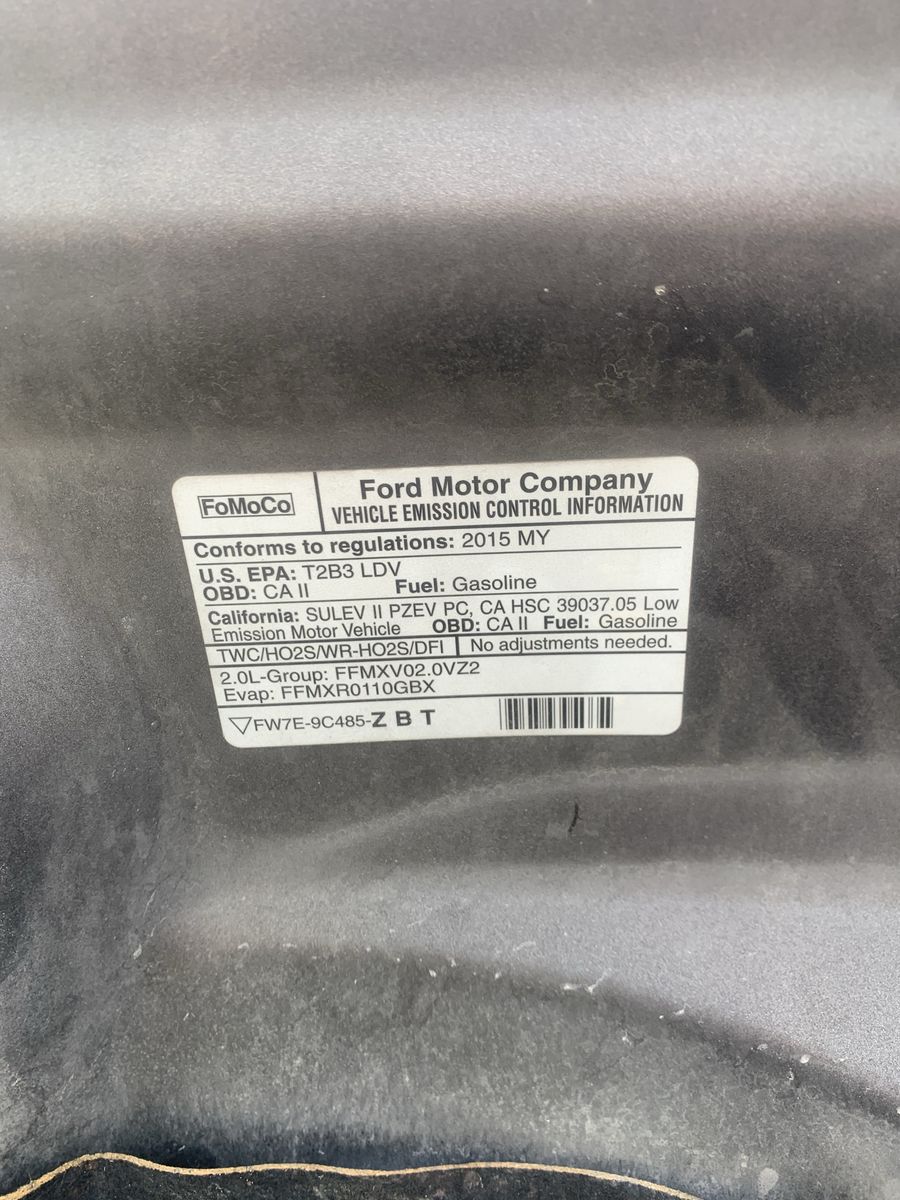 FoMoCo
Ford Motor Company
VEHICLE EMISSION CONTROL INFORMATION
Conforms to regulations: 2015 MY
U.S. EPA: T2B3 LDV
OBD: CA II Fuel: Gasoline
California: SULEV II PZEV PC, CA HSC 39037.05 Low
Emission Motor Vehicle OBD: CA II Fuel: Gasoline
TWC/HO2S/WR-HO2S/DFI No adjustments needed.
2.0L-Group: FFMXV02.0VZ2
Evap: FFMXR0110GBX
FW7E-9C485-Z B T